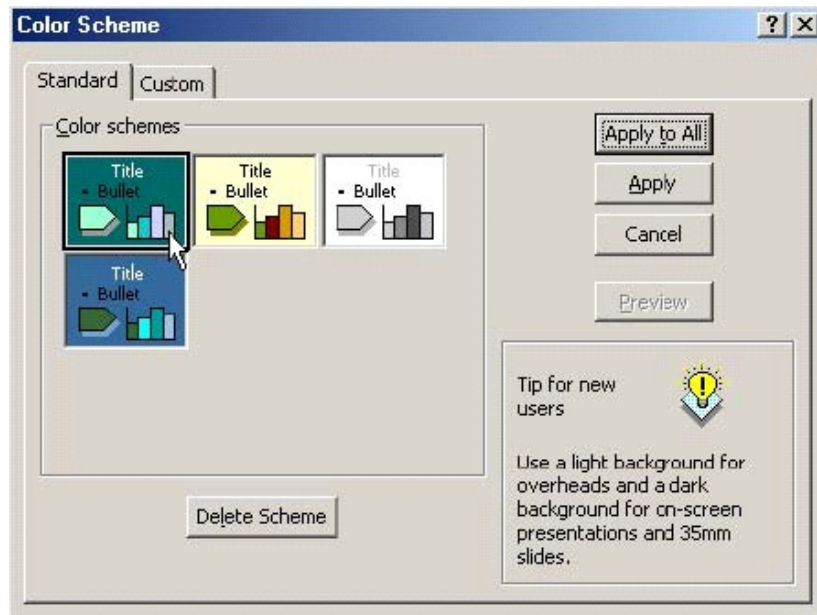 Color Scheme
Standard
Custom
Color schemes
Title
- Bullet
Title
- Bullet
Title
- Bullet
Title
- Bullet
Delete Scheme
Apply to All
Apply
Cancel
Preview
Tip for new
users
Use a light background for
overheads and a dark
background for on-screen
presentations and 35mm
slides.